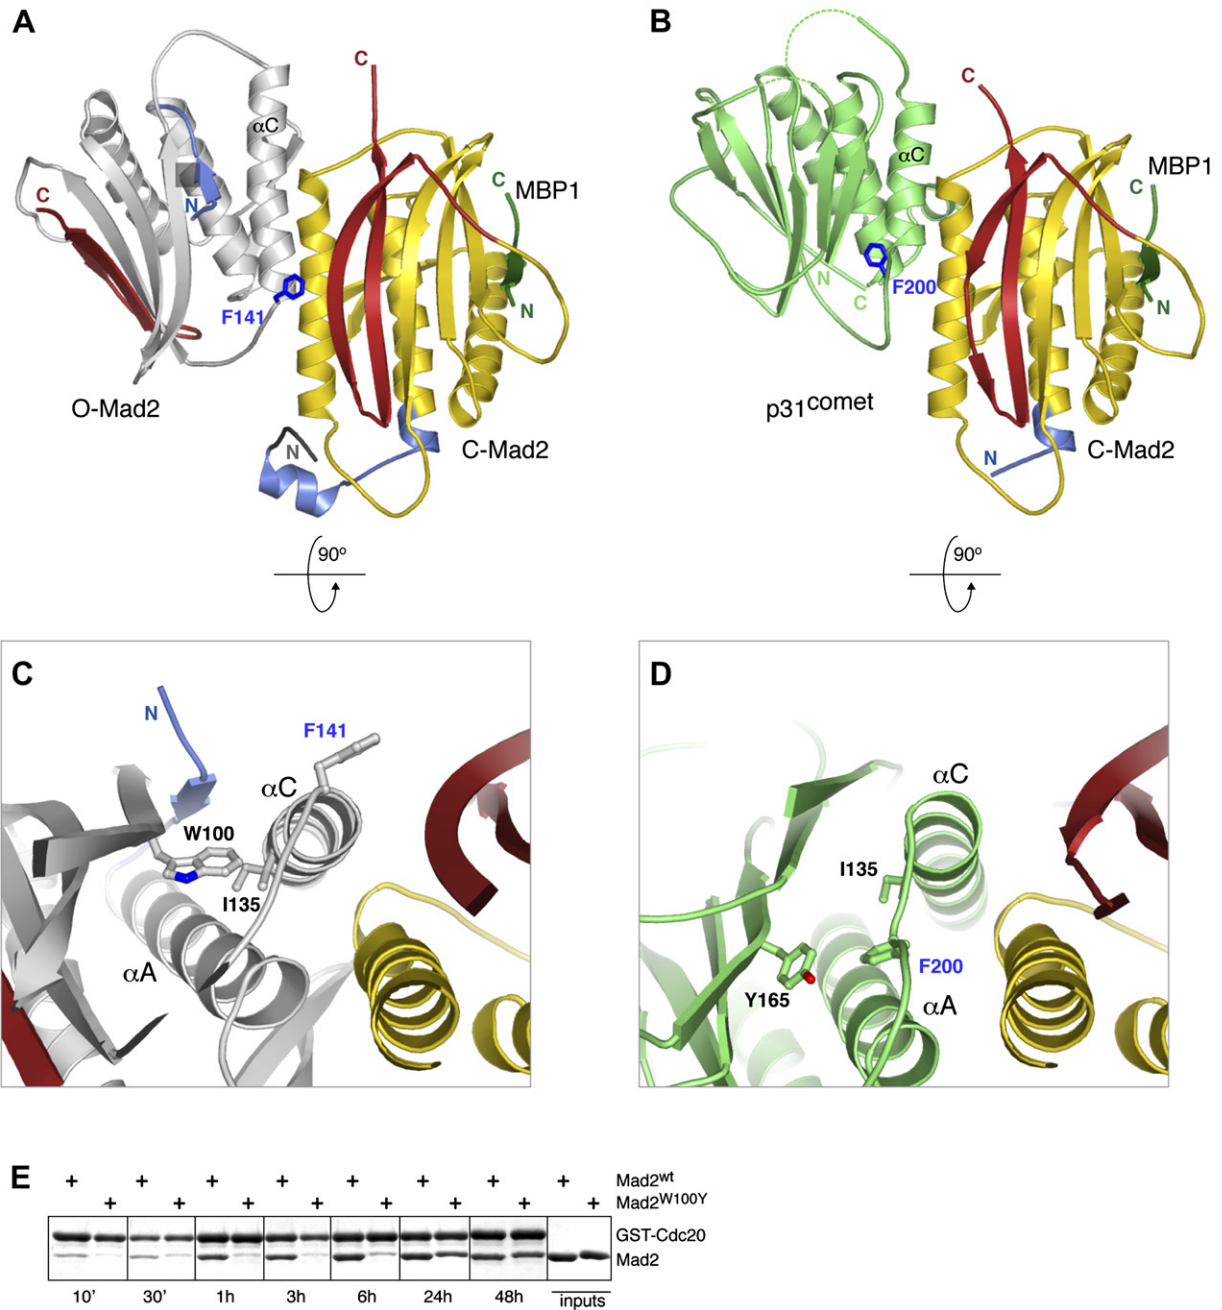 A
C
αC
C
N
C
MBP1
N
F141
O-Mad2
N
C-Mad2
90º
B
C
αC
C
MBP1
N
C
F200
N
p31comet
N
C-Mad2
90º
C
N
F141
αC
W100
I135
αA
D
αC
I135
F200
Y165
αA
E
+ + + + + + + + Mad2wt
+ + + + + + + + Mad2W100Y
GST-Cdc20
Mad2
10’ 30’ 1h 3h 6h 24h 48h inputs